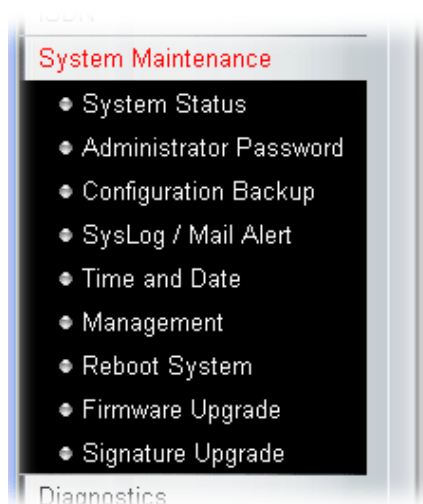 ISDN
System Maintenance
System Status
Administrator Password
Configuration Backup
SysLog / Mail Alert
Time and Date
Management
Reboot System
Firmware Upgrade
Signature Upgrade
Diagnostics